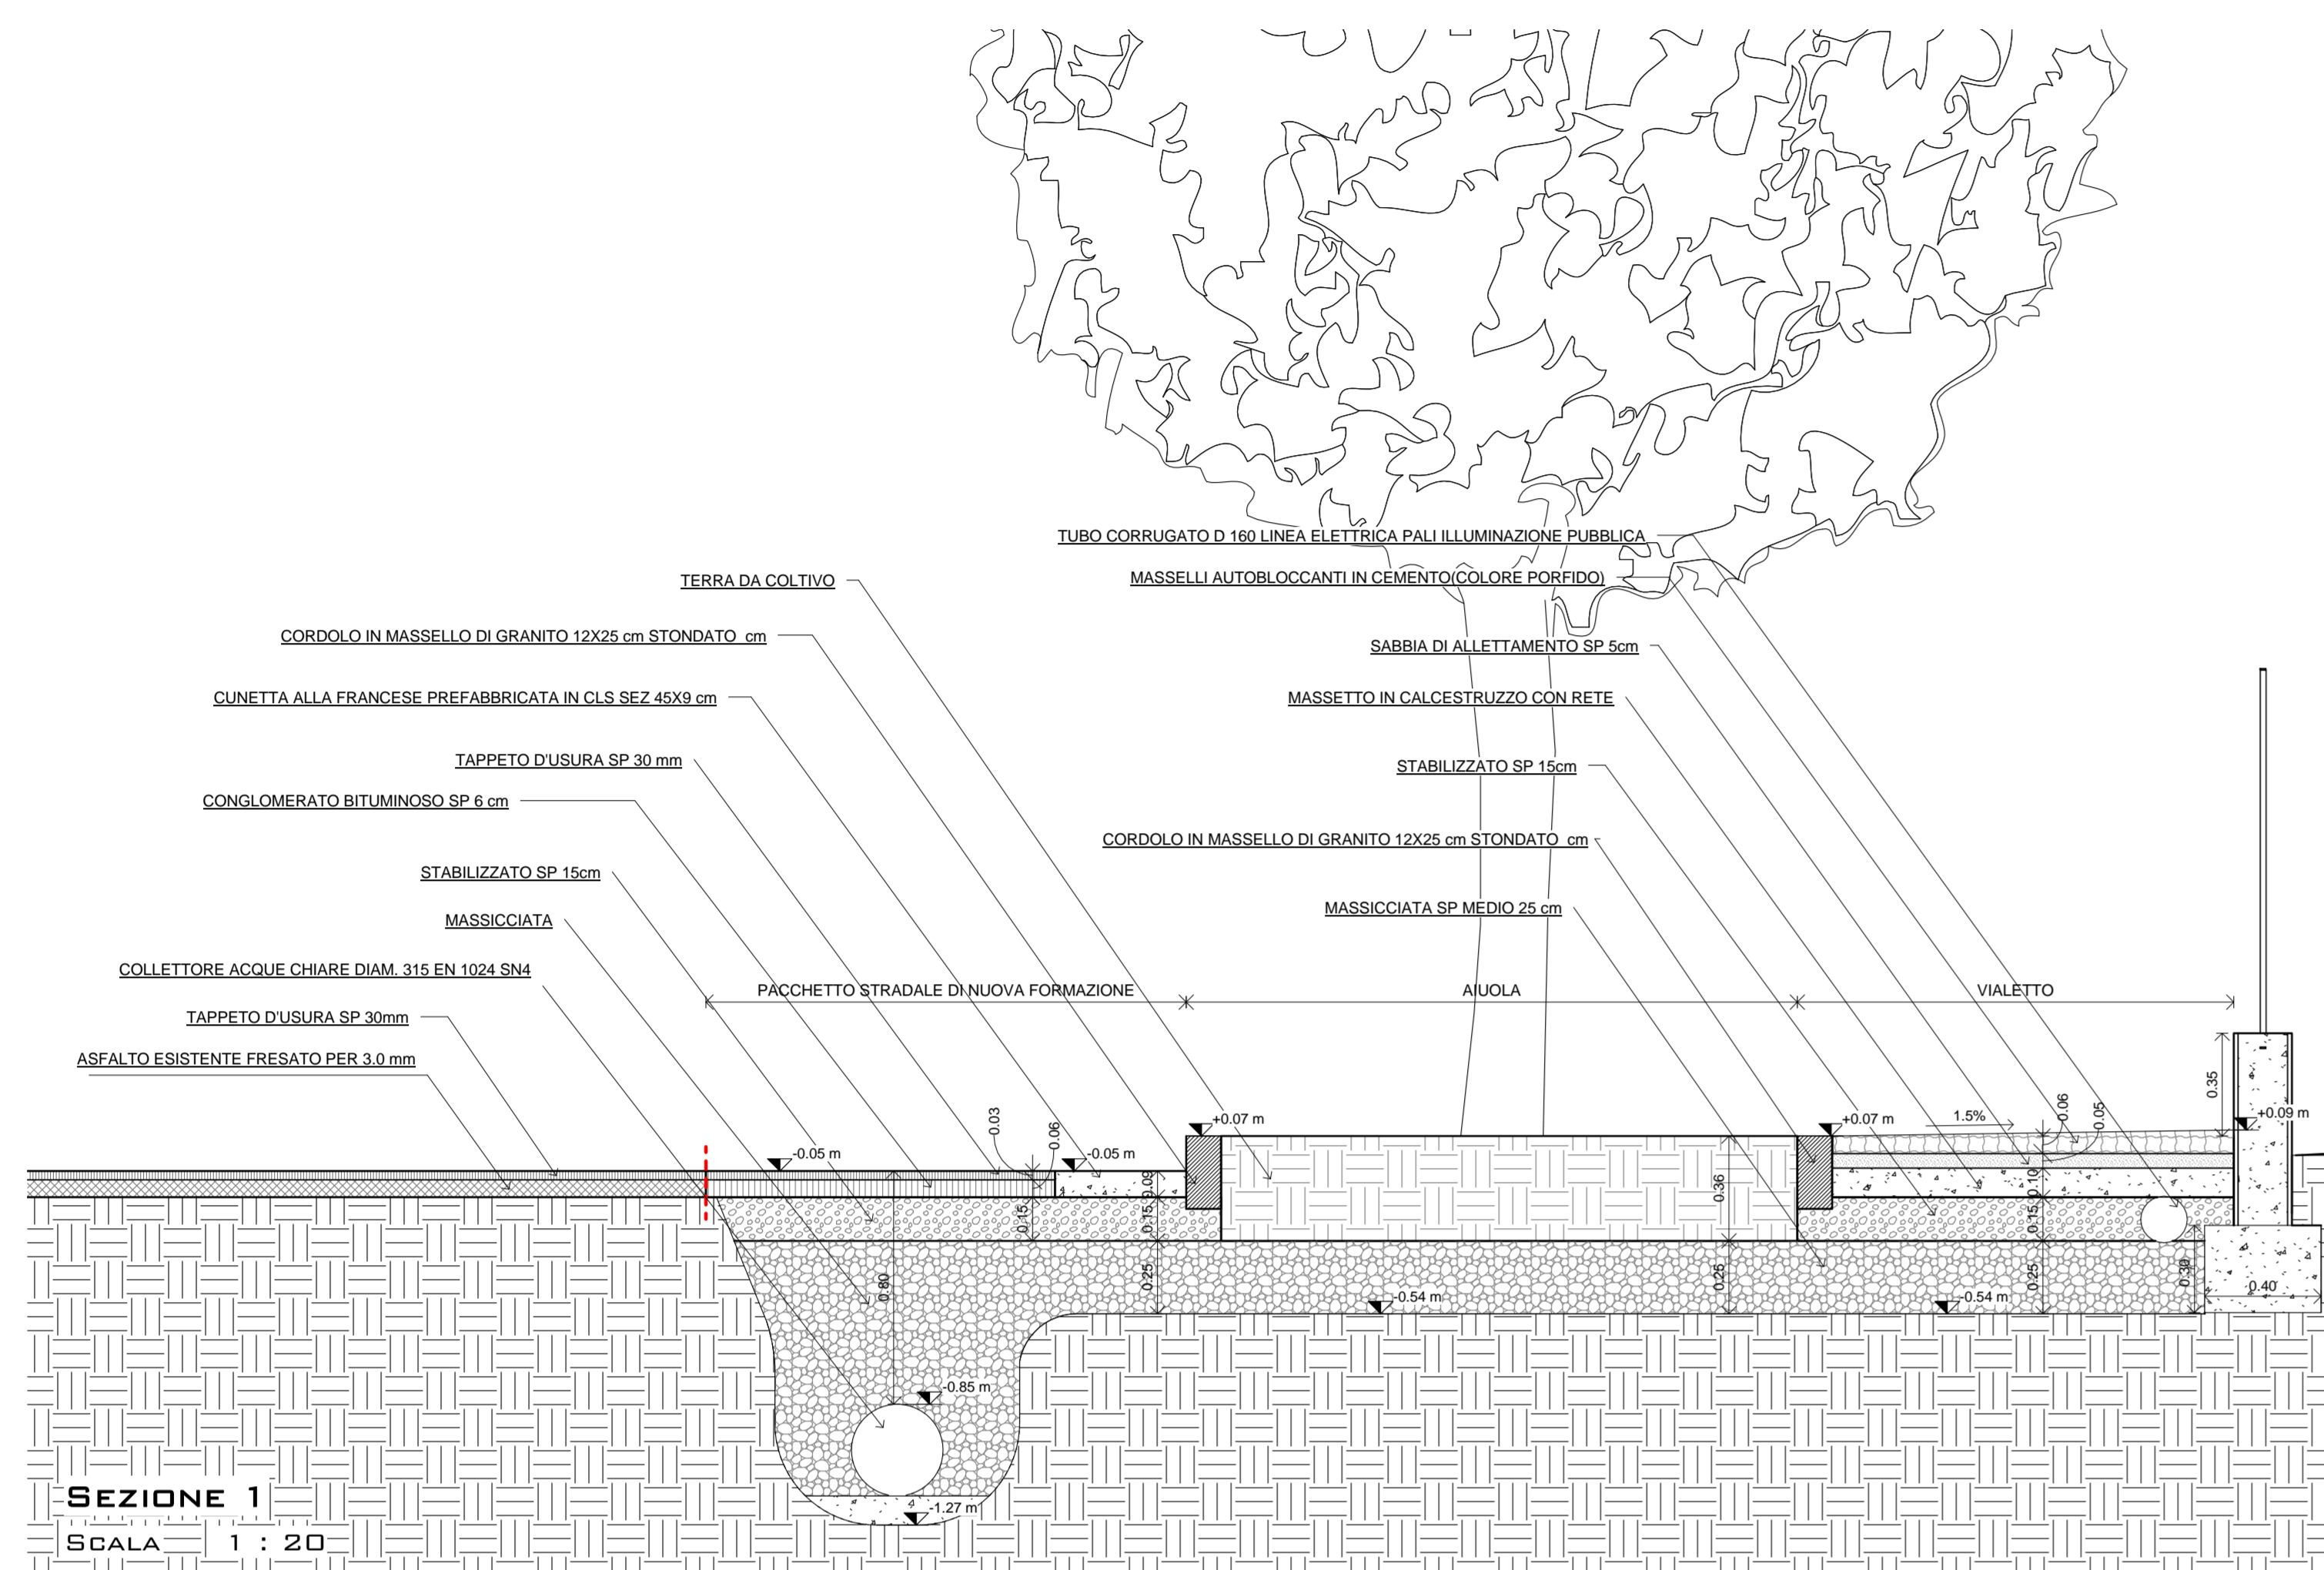 TUBO CORRUGATO D 160 LINEA ELETTRICA PALI ILLUMINAZIONE PUBBLICA
TERRA DA COLTIVO
MASSELLI AUTOBLOCCANTI IN CEMENTO(COLORE PORFIDO)
CORDOLO IN MASSELLO DI GRANITO 12X25 cm STONDATO cm
SABBIA DI ALLETTAMENTO SP 5cm
CUNETTA ALLA FRANCESE PREFABBRICATA IN CLS SEZ 45X9 cm
MASSETTO IN CALCESTRUZZO CON RETE
TAPPETO D'USURA SP 30 mm
STABILIZZATO SP 15cm
CONGLOMERATO BITUMINOSO SP 6 cm
CORDOLO IN MASSELLO DI GRANITO 12X25 cm STONDATO cm
STABILIZZATO SP 15cm
MASSICCIATA SP MEDIO 25 cm
MASSICCIATA
COLLETTORE ACQUE CHIARE DIAM. 315 EN 1024 SN4
PACCHETTO STRADALE DI NUOVA FORMAZIONE
AIUOLA
VIALETTO
TAPPETO D'USURA SP 30mm
ASFALTO ESISTENTE FRESATO PER 3.0 mm
0.35
0.03
0.06
+0.07 m
+0.07 m
1.5%
0.06
0.05
+0.09 m
-0.05 m
-0.05 m
0.09
0.36
0.10
0.15
0.15
0.15
0.80
0.25
0.25
0.25
0.30
0.40
-0.54 m
-0.54 m
-0.85 m
-1.27 m
SEZIONE 1
SCALA 1 : 20